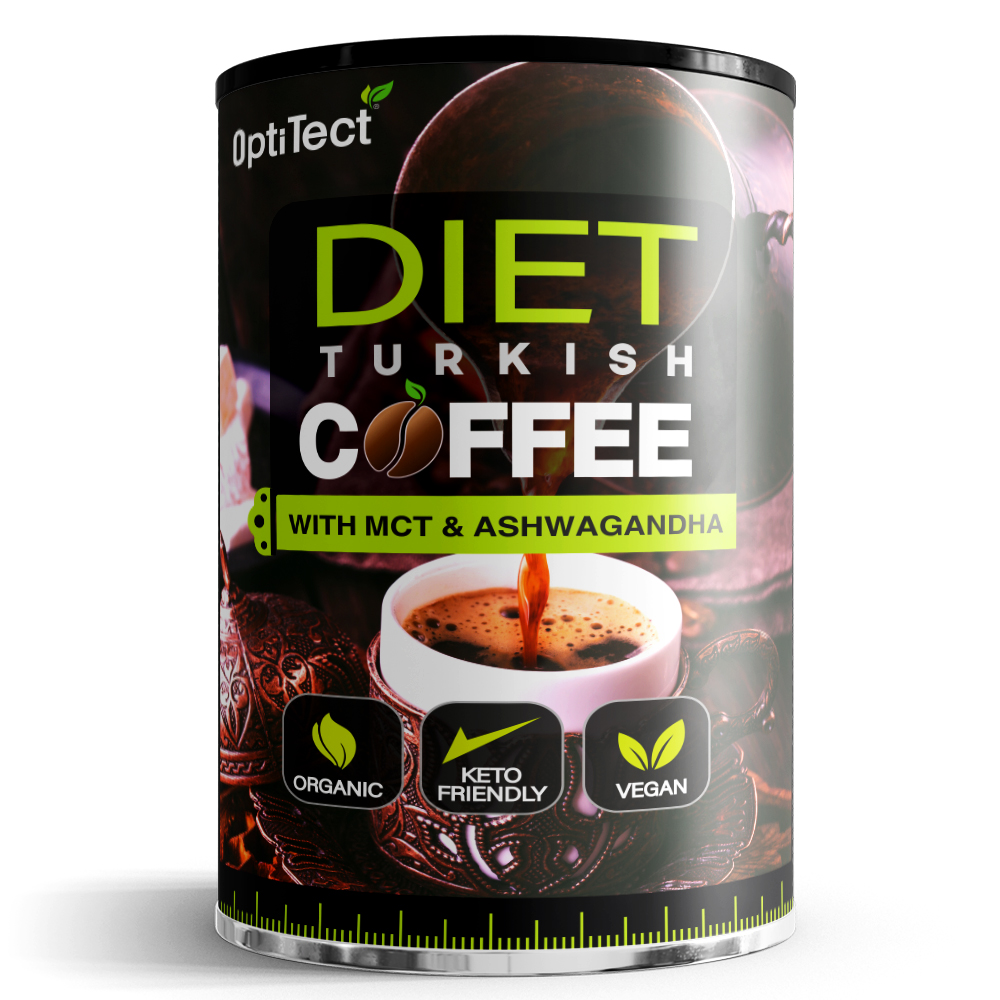 OptiTect®
DIET
TURKISH
COFFEE
WITH MCT & ASHWAGANDHA
ORGANIC
KETO
FRIENDLY
VEGAN